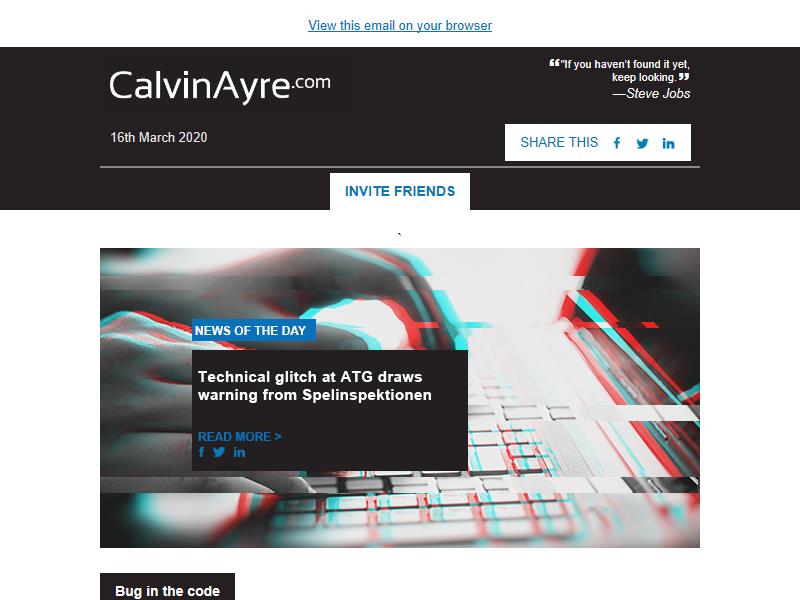 View this email on your browser
CalvinAyre.com
❝"If you haven't found it yet,
keep looking.❞
—Steve Jobs
16th March 2020
SHARE THIS
INVITE FRIENDS
`
NEWS OF THE DAY
Technical glitch at ATG draws
warning from Spelinspektionen
READ MORE >
Bug in the code